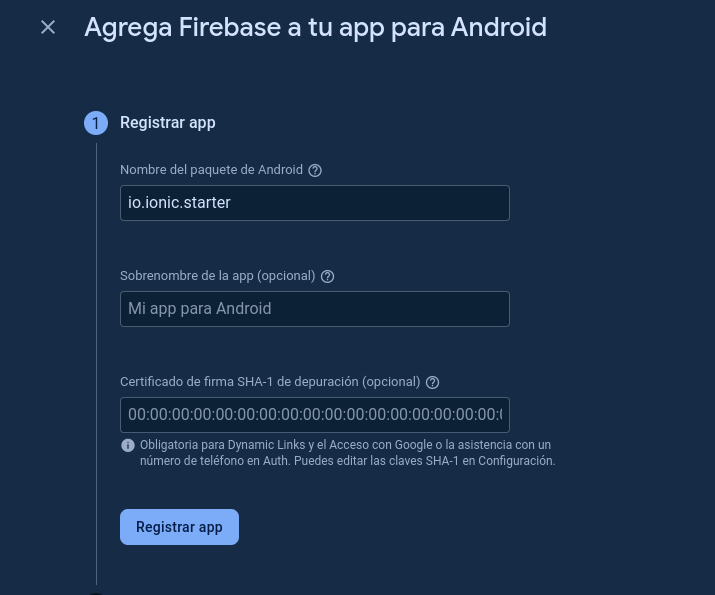 Agrega Firebase a tu app para Android
1 Registrar app
Nombre del paquete de Android
io.ionic.starter
Sobrenombre de la app (opcional)
Mi app para Android
Certificado de firma SHA-1 de depuración (opcional)
00:00:00:00:00:00:00:00:00:00:00:00:00:00:00:00:00:
Obligatoria para Dynamic Links y el Acceso con Google o la asistencia con un
número de teléfono en Auth. Puedes editar las claves SHA-1 en Configuración.
Registrar app